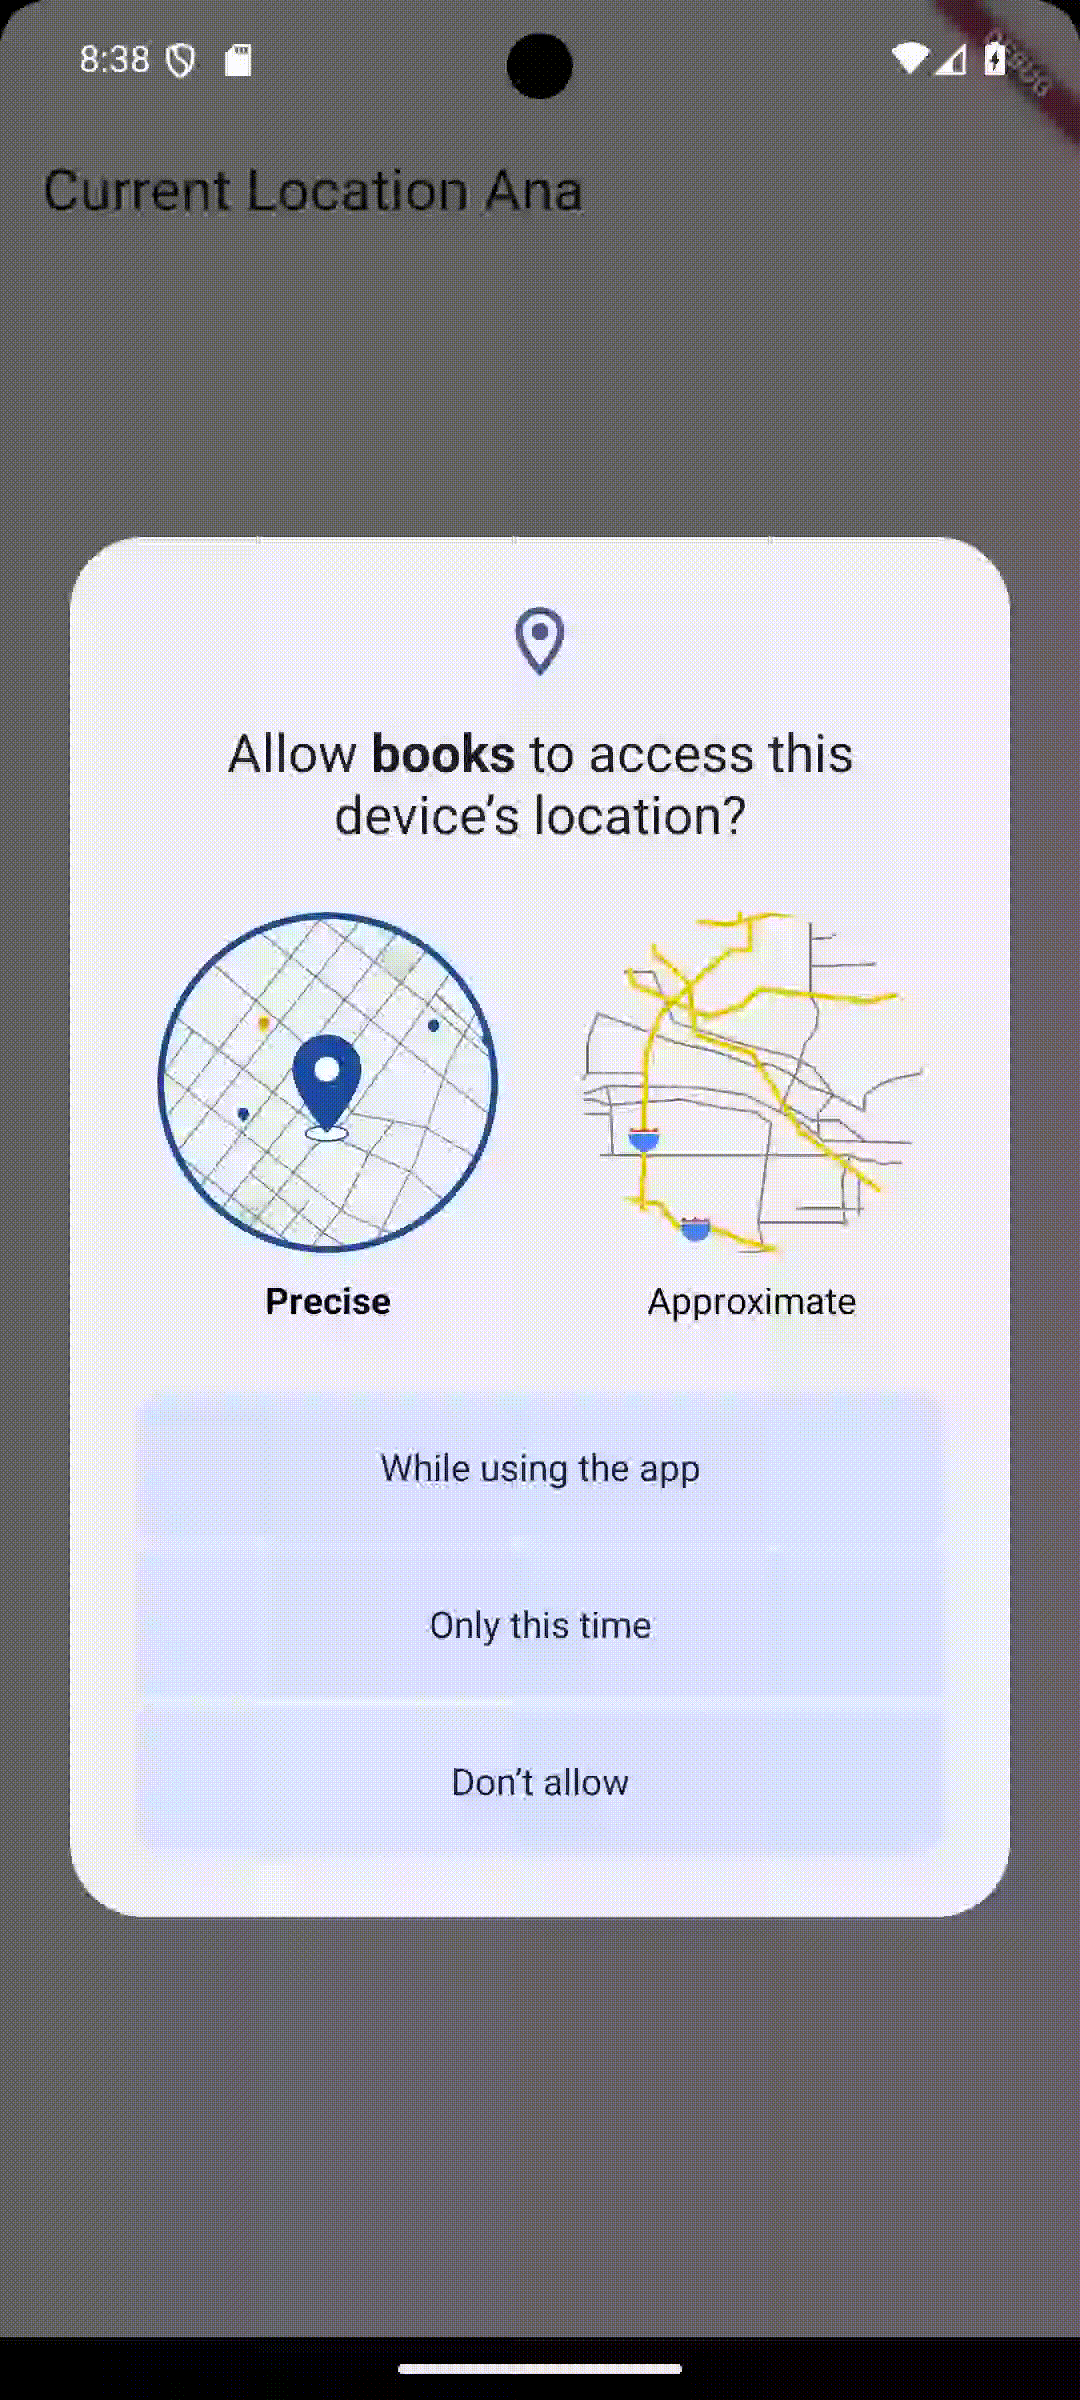 8:38
DEBUG
Current Location Ana
Allow books to access this
device's location?
Precise
Approximate
While using the app
Only this time
Don't allow